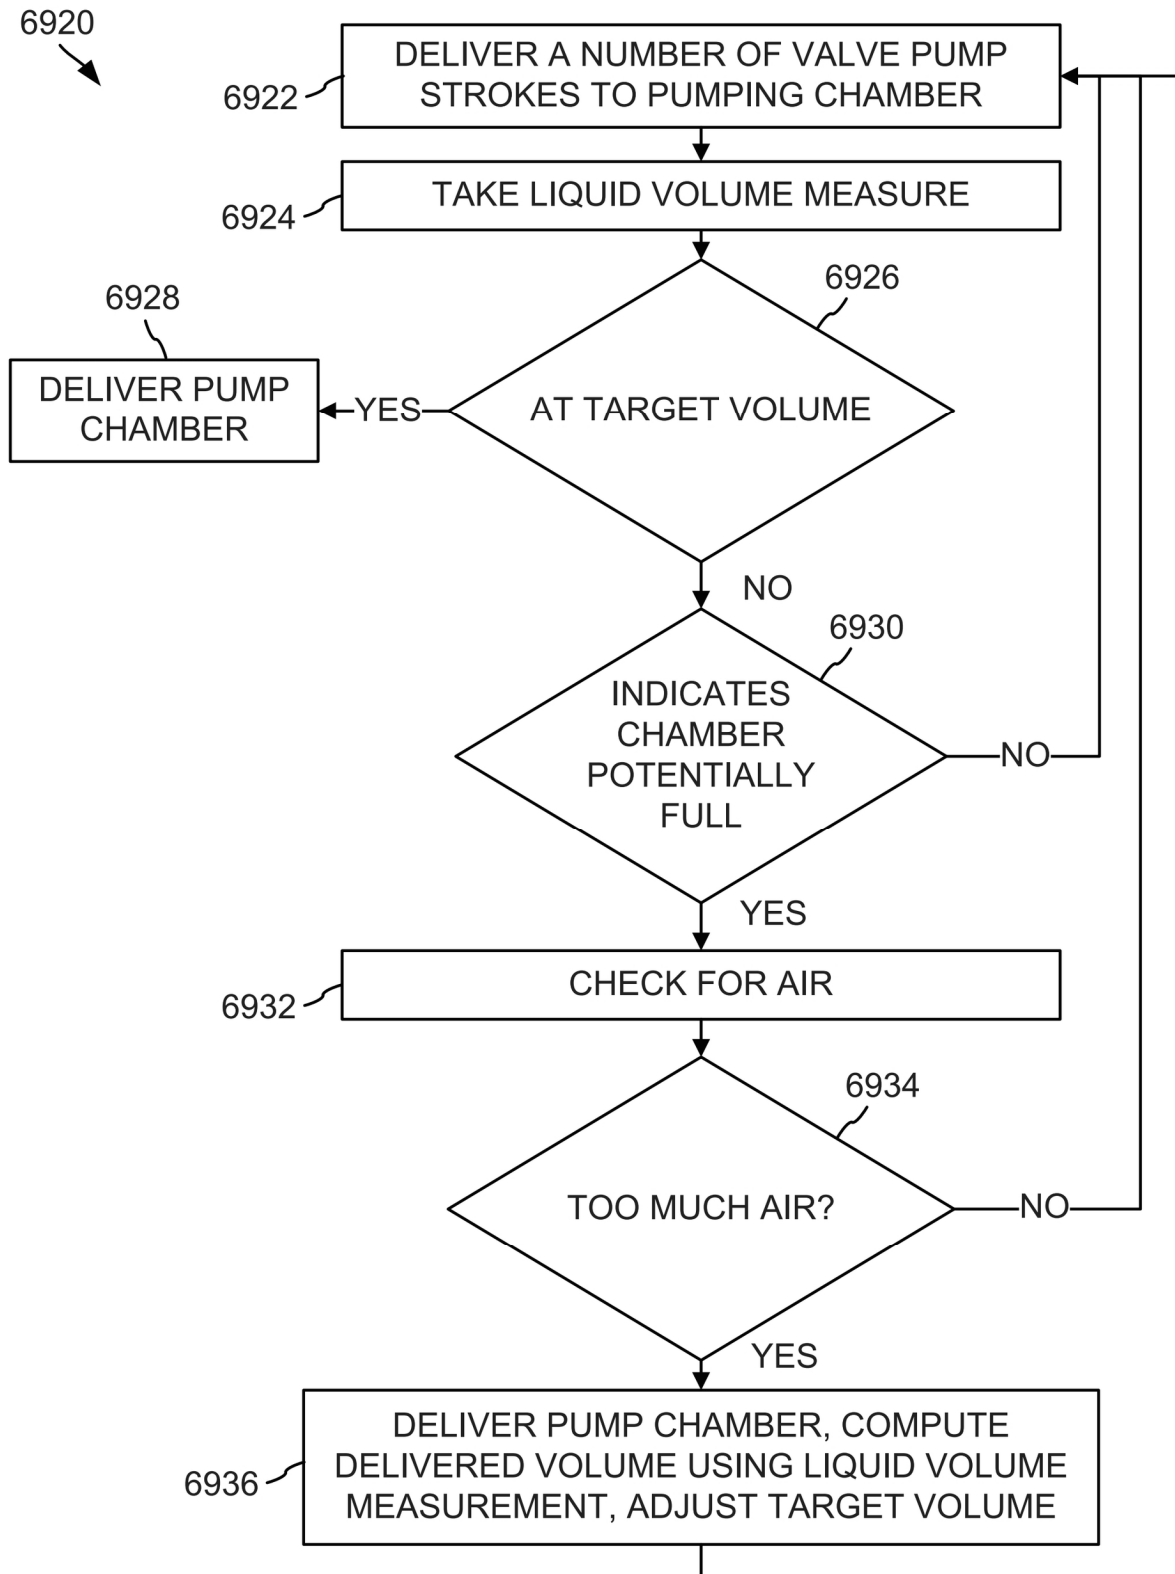 6920
DELIVER A NUMBER OF VALVE PUMP
STROKES TO PUMPING CHAMBER
6922
TAKE LIQUID VOLUME MEASURE
6924
6926
6928
DELIVER PUMP
CHAMBER
YES
AT TARGET VOLUME
NO
6930
INDICATES
CHAMBER
POTENTIALLY
FULL
NO
YES
CHECK FOR AIR
6932
6934
TOO MUCH AIR?
NO
YES
DELIVER PUMP CHAMBER, COMPUTE
DELIVERED VOLUME USING LIQUID VOLUME
MEASUREMENT, ADJUST TARGET VOLUME
6936